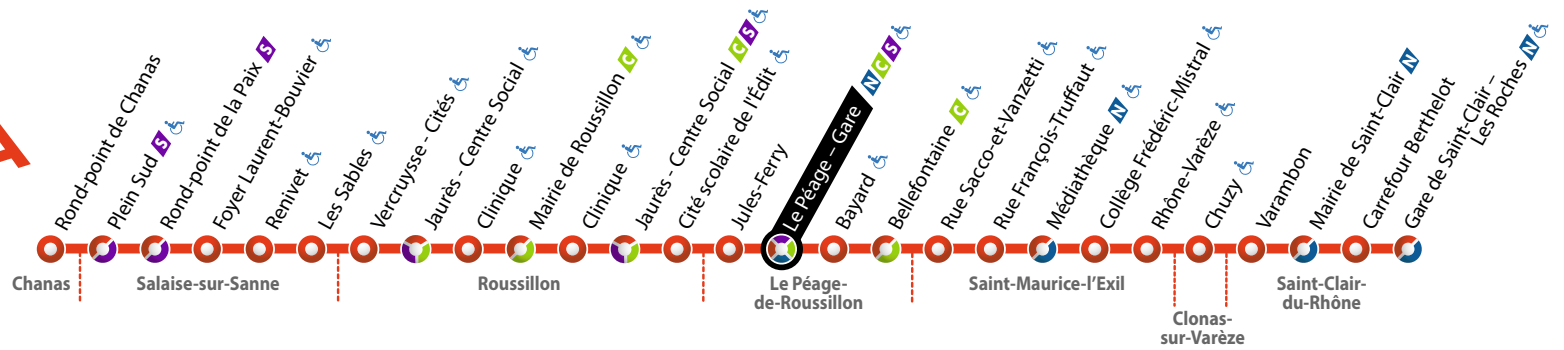 A
Rond-point de Chanas
Plein Sud S
Rond-point de la Paix S
Foyer Laurent-Bouvier
Renivet
Les Sables
Vercruysse - Cités
Jaurès - Centre Social
Clinique
Mairie de Roussillon C
Clinique
Jaurès - Centre Social C S
Cité scolaire de l'Édit
Jules-Ferry
Le Péage – Gare N C S
Bayard
Bellefontaine C
Rue Sacco-et-Vanzetti
Rue François-Truffaut
Médiathèque N
Collège Frédéric-Mistral
Rhône-Varèze
Chuzy
Varambon
Mairie de Saint-Clair N
Carrefour Berthelot
Gare de Saint-Clair –
Les Roches N
Chanas
Salaise-sur-Sanne
Roussillon
Le Péage-
de-Roussillon
Saint-Maurice-l'Exil
Clonas-
sur-Varèze
Saint-Clair-
du-Rhône